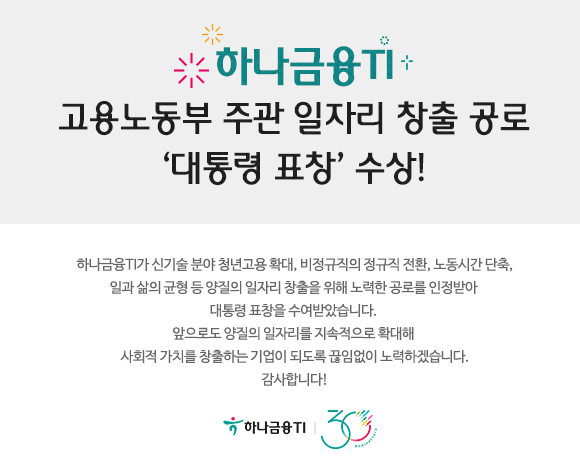 하나금융TI
고용노동부 주관 일자리 창출 공로
‘대통령 표창’ 수상!
하나금융TI가 신기술 분야 청년고용 확대, 비정규직의 정규직 전환, 노동시간 단축,
일과 삶의 균형 등 양질의 일자리 창출을 위해 노력한 공로를 인정받아
대통령 표창을 수여받았습니다.
앞으로도 양질의 일자리를 지속적으로 확대해
사회적 가치를 창출하는 기업이 되도록 끊임없이 노력하겠습니다.
감사합니다!
하나금융TI | 30